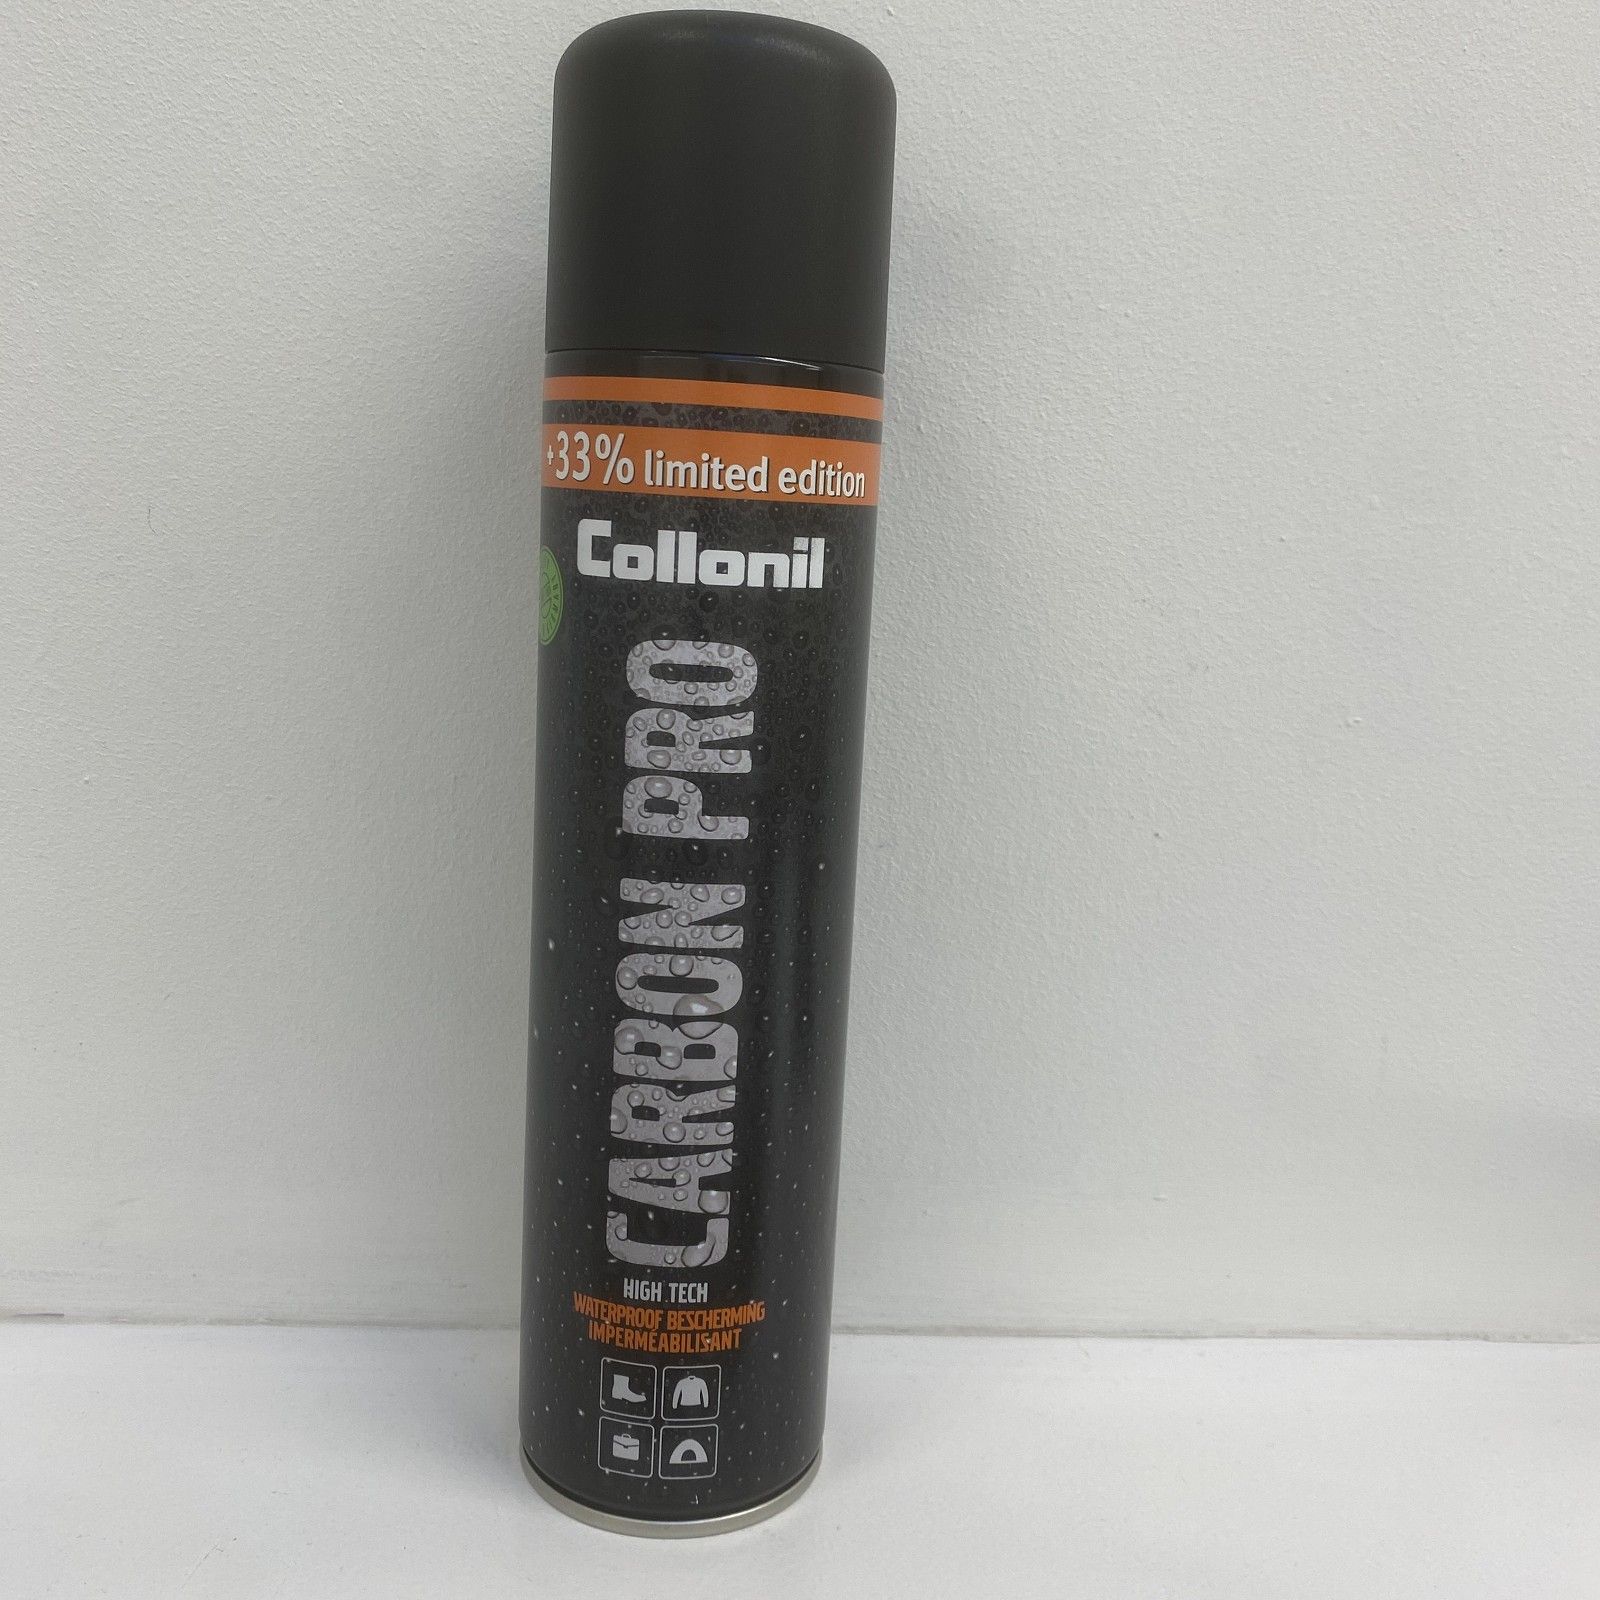 +33% limited edition
Collonil
CARBON PRO
HIGH TECH
WATERPROOF BESCHERMING
IMPERMÉABILISANT